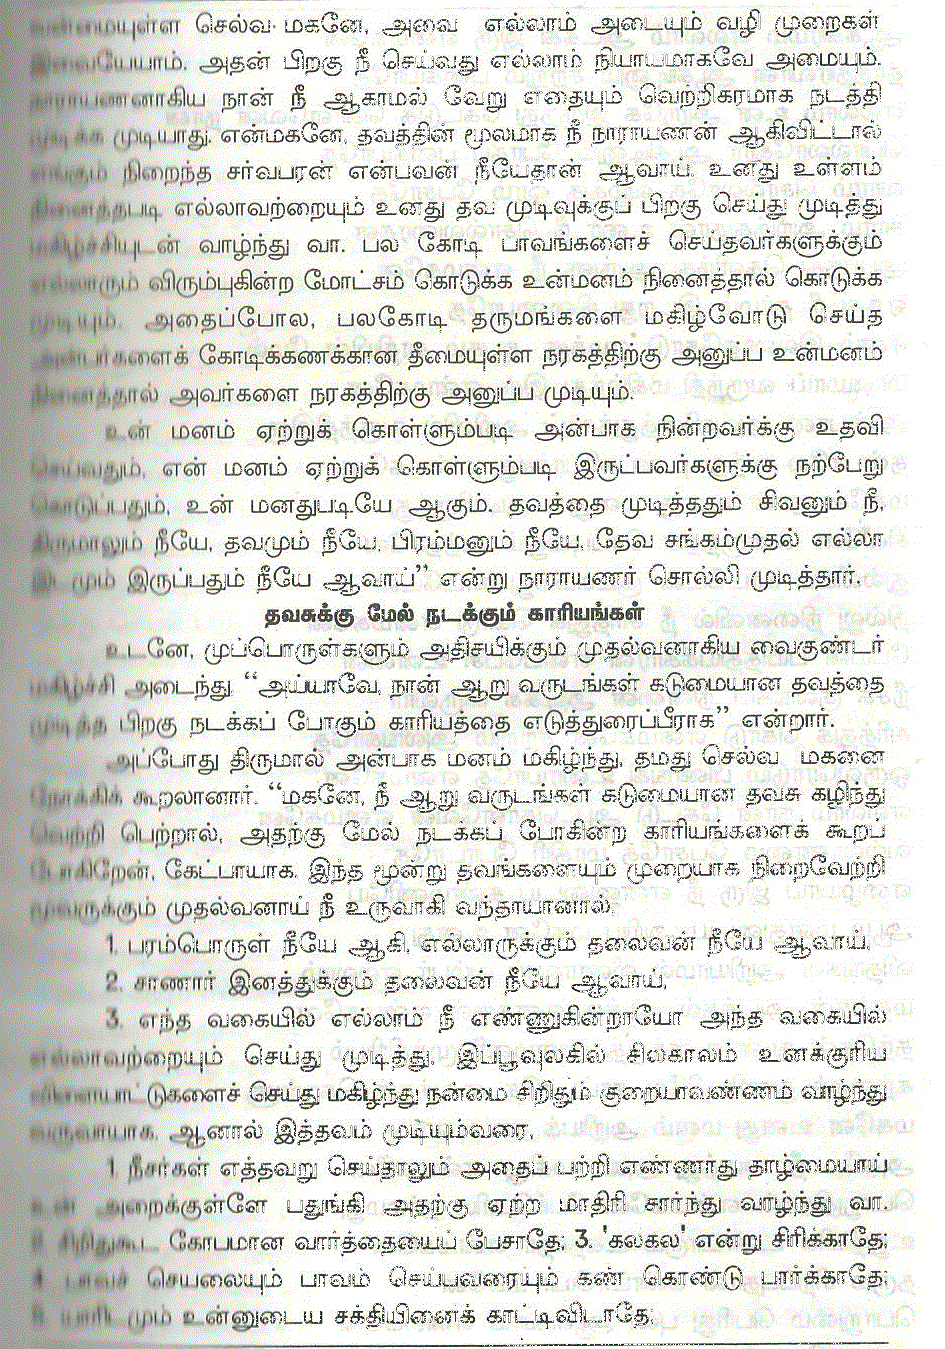 வன்மையுள்ள செல்வ மகனே, அவை எல்லாம் அடையும் வழி முறைகள்
இவையேயாம். அதன் பிறகு நீ செய்வது எல்லாம் நியாயமாகவே அமையும்.
நாராயணனாகிய நான் நீ ஆகாமல் வேறு எதையும் வெற்றிகரமாக நடத்தி
முடிக்க முடியாது. என்மகனே, தவத்தின் மூலமாக நீ நாராயணன் ஆகிவிட்டால்
எங்கும் நிறைந்த சர்வபரன் என்பவன் நீயேதான் ஆவாய். உனது உள்ளம்
நினைத்தபடி எல்லாவற்றையும் உனது தவ முடிவுக்குப் பிறகு செய்து முடித்து
மகிழ்ச்சியுடன் வாழ்ந்து வா. பல கோடி பாவங்களைச் செய்தவர்களுக்கும்
எல்லாரும் விரும்புகின்ற மோட்சம் கொடுக்க உன்மனம் நினைத்தால் கொடுக்க
முடியும். அதைப்போல, பலகோடி தருமங்களை மகிழ்வோடு செய்த
அன்பர்களைக் கோடிக்கணக்கான தீமையுள்ள நரகத்திற்கு அனுப்ப உன்மனம்
நினைத்தால் அவர்களை நரகத்திற்கு அனுப்ப முடியும்.
உன் மனம் ஏற்றுக் கொள்ளும்படி அன்பாக நின்றவர்க்கு உதவி
செய்வதும், என் மனம் ஏற்றுக் கொள்ளும்படி இருப்பவர்களுக்கு நற்பேறு
கொடுப்பதும், உன் மனதுபடியே ஆகும். தவத்தை முடித்ததும் சிவனும் நீ,
திருமாலும் நீயே, தவமும் நீயே, பிரம்மனும் நீயே, தேவ சங்கம்முதல் எல்லா
இடமும் இருப்பதும் நீயே ஆவாய்” என்று நாராயணர் சொல்லி முடித்தார்.
தவசுக்கு மேல் நடக்கும் காரியங்கள்
உடனே, முப்பொருள்களும் அதிசயிக்கும் முதல்வனாகிய வைகுண்டர்
மகிழ்ச்சி அடைந்து, “அய்யாவே, நான் ஆறு வருடங்கள் கடுமையான தவத்தை
முடித்த பிறகு நடக்கப் போகும் காரியத்தை எடுத்துரைப்பீராக” என்றார்.
அப்போது திருமால் அன்பாக மனம் மகிழ்ந்து, தமது செல்வ மகனை
நோக்கிக் கூறலானார். “மகனே, நீ ஆறு வருடங்கள் கடுமையான தவசு கழிந்து
வெற்றி பெற்றால், அதற்கு மேல் நடக்கப் போகின்ற காரியங்களைக் கூறப்
போகிறேன், கேட்பாயாக. இந்த மூன்று தவங்களையும் முறையாக நிறைவேற்றி
மூவருக்கும் முதல்வனாய் நீ உருவாகி வந்தாயானால்,
1. பரம்பொருள் நீயே ஆகி, எல்லாருக்கும் தலைவன் நீயே ஆவாய்,
2. சாணார் இனத்துக்கும் தலைவன் நீயே ஆவாய்,
3. எந்த வகையில் எல்லாம் நீ எண்ணுகின்றாயோ அந்த வகையில்
எல்லாவற்றையும் செய்து முடித்து, இப்பூவுலகில் சிலகாலம் உனக்குரிய
விளையாட்டுகளைச் செய்து மகிழ்ந்து நன்மை சிறிதும் குறையாவண்ணம் வாழ்ந்து
வருவாயாக. ஆனால் இத்தவம் முடியும்வரை,
1. நீசர்கள் எத்தவறு செய்தாலும் அதைப் பற்றி எண்ணாது தாழ்மையாய்
உன் அறைக்குள்ளே பதுங்கி அதற்கு ஏற்ற மாதிரி சார்ந்து வாழ்ந்து வா.
2. சிறிதுகூட கோபமான வார்த்தையைப் பேசாதே; 3. 'கலகல' என்று சிரிக்காதே;
4. பாவச் செயலையும் பாவம் செய்பவரையும் கண் கொண்டு பார்க்காதே;
5. யாரிடமும் உன்னுடைய சக்தியினைக் காட்டிவிடாதே;